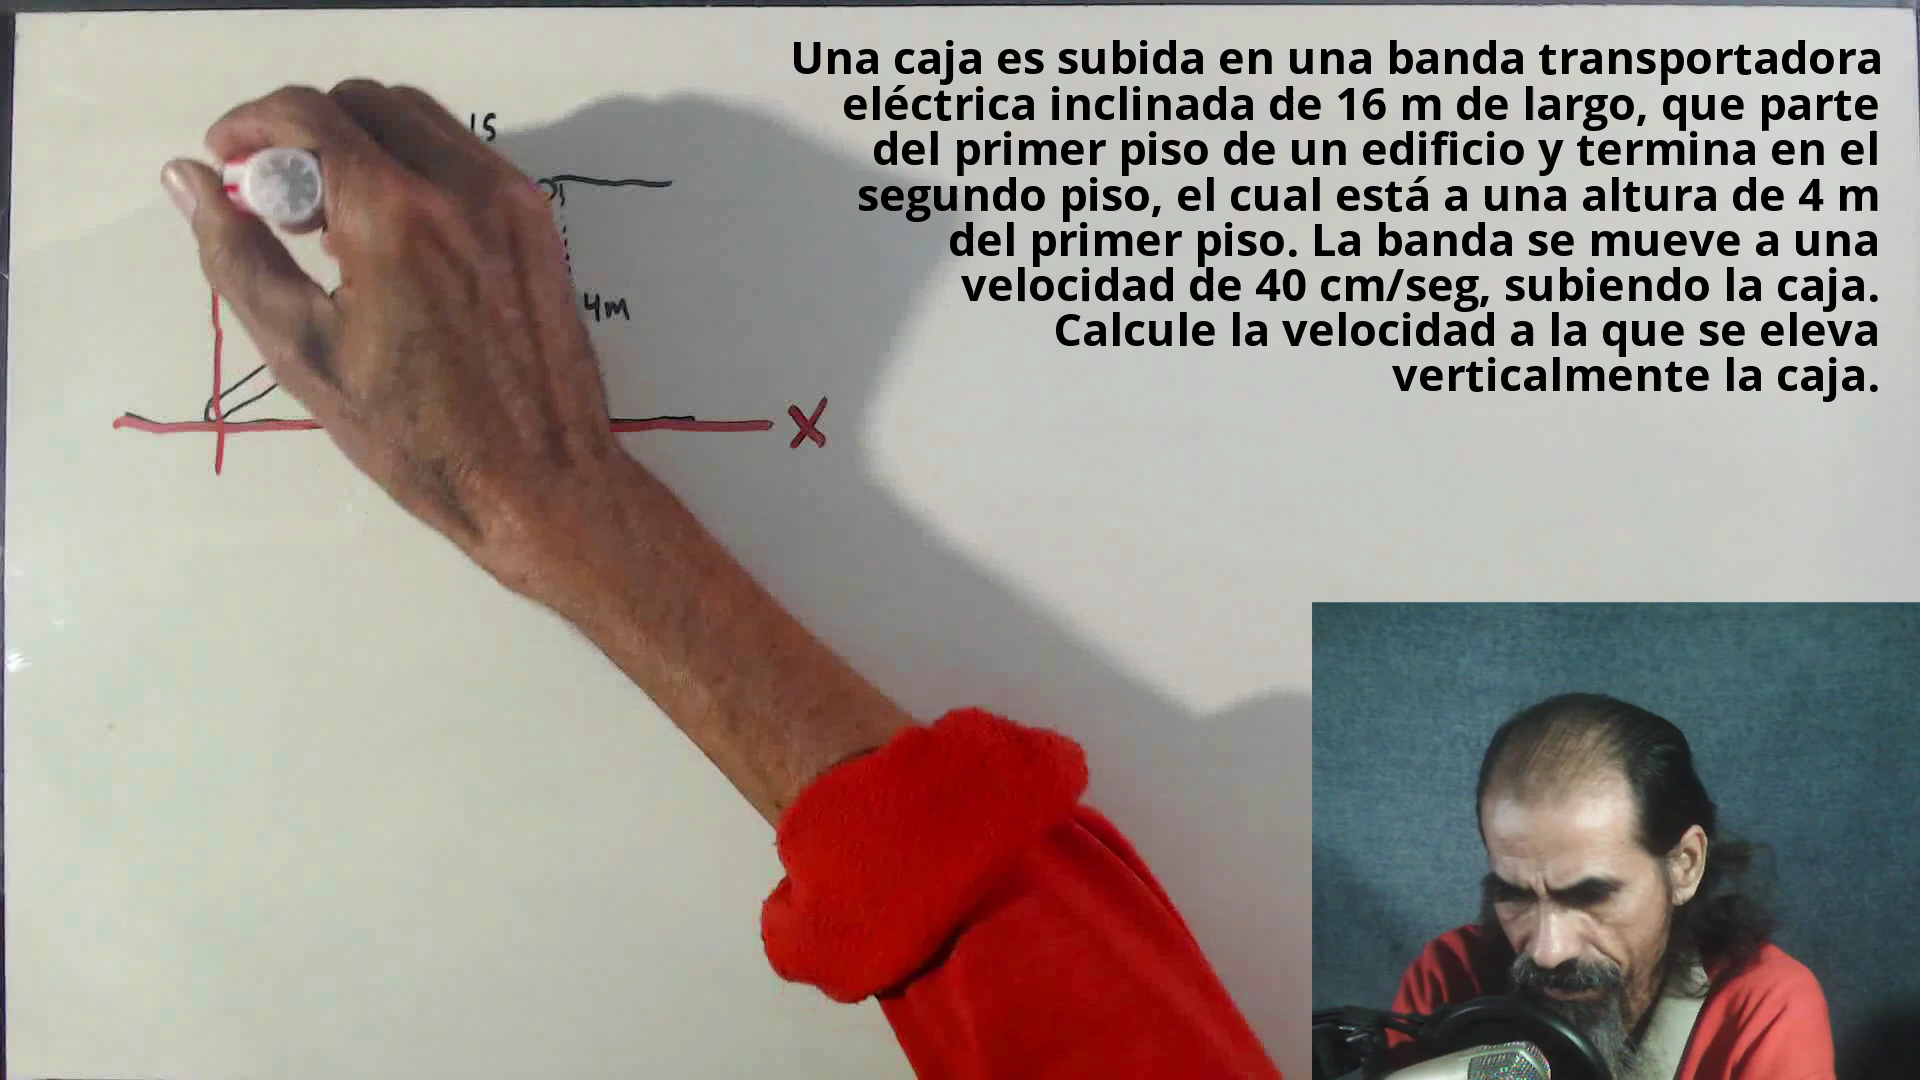 Una caja es subida en una banda transportadora
eléctrica inclinada de 16 m de largo, que parte
del primer piso de un edificio y termina en el
segundo piso, el cual está a una altura de 4 m
del primer piso. La banda se mueve a una
velocidad de 40 cm/seg, subiendo la caja.
Calcule la velocidad a la que se eleva
verticalmente la caja.
4m
X